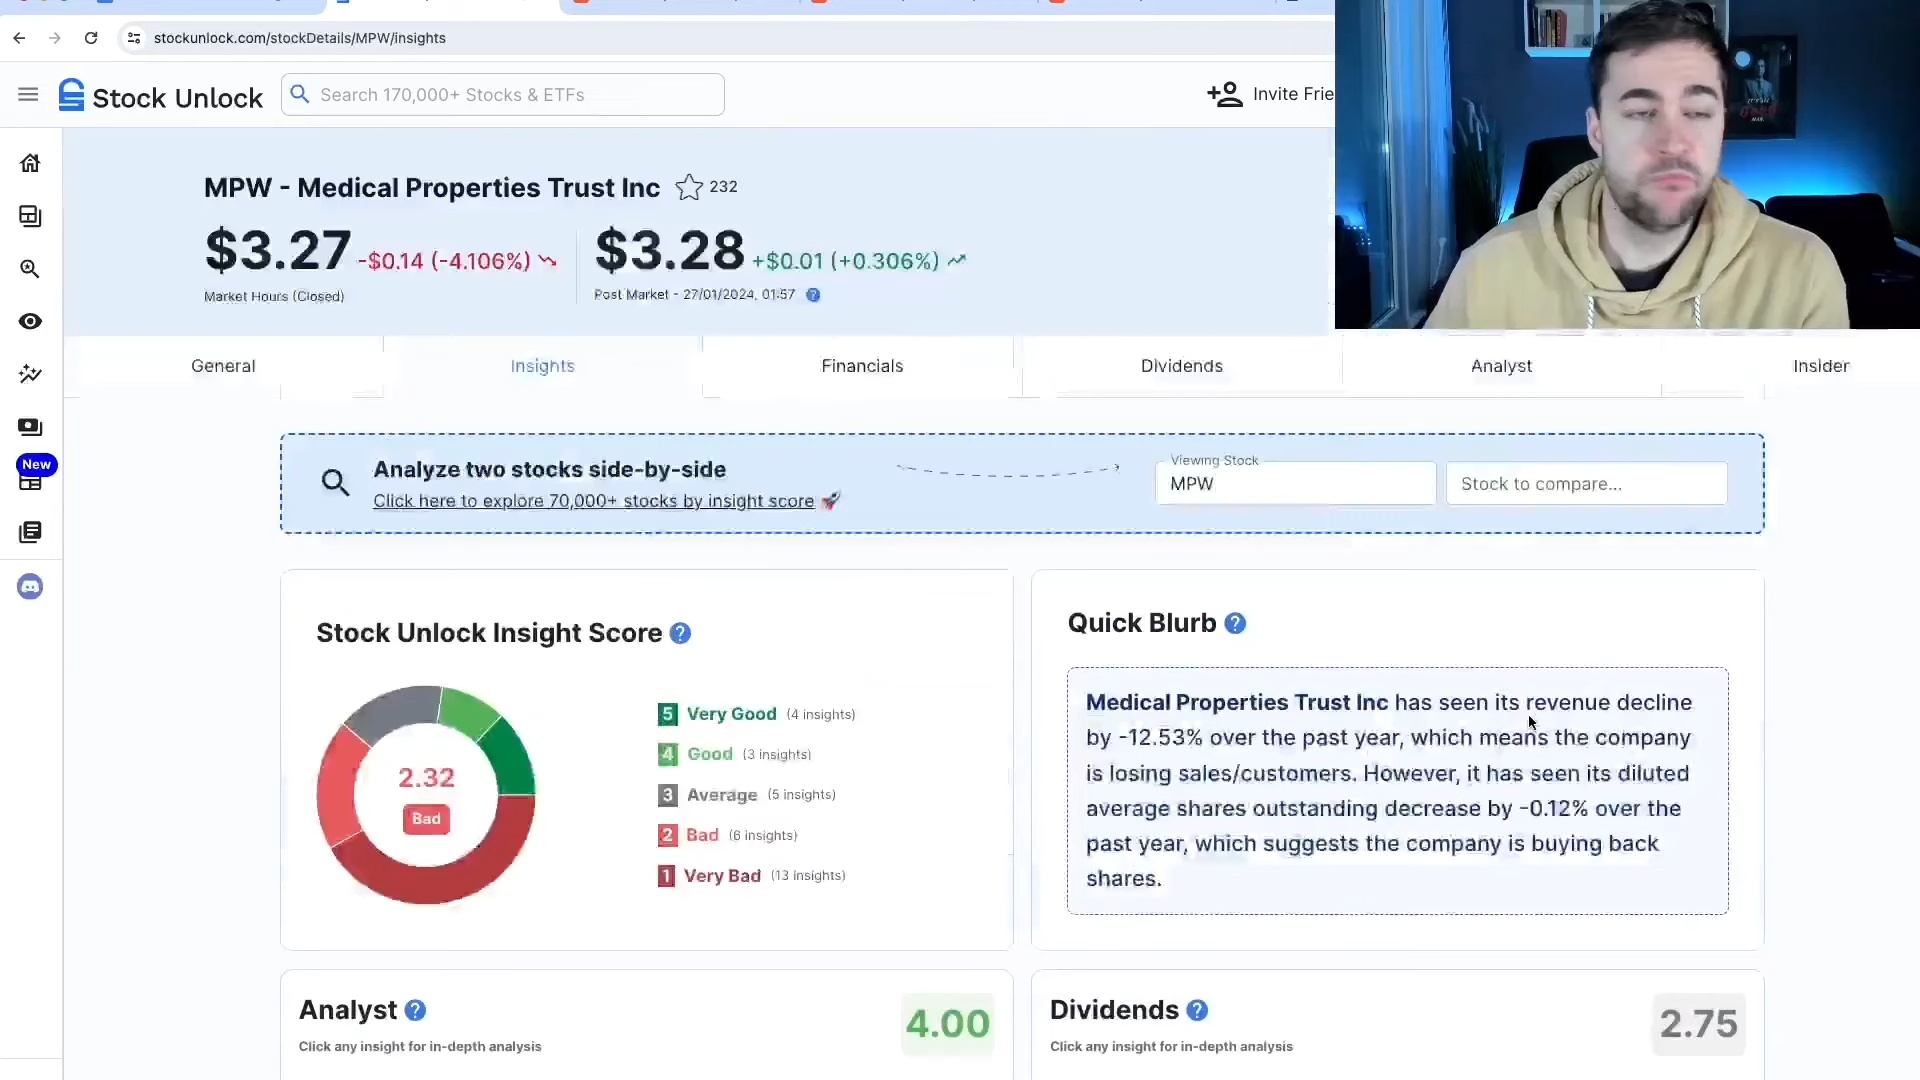 stockunlock.com/stockDetails/MPW/insights
Stock Unlock
Search 170,000+ Stocks & ETFs
Invite Frie
MPW - Medical Properties Trust Inc 232
$3.27 -$0.14 (-4.106%)
Market Hours (Closed)
$3.28 +$0.01 (+0.306%)
Post Market - 27/01/2024, 01:57 ?
General
Insights
Financials
Dividends
Analyst
Insider
New
Analyze two stocks side-by-side
Click here to explore 70,000+ stocks by insight score 🚀
Viewing Stock
MPW
Stock to compare...
Stock Unlock Insight Score ?
2.32
Bad
5 Very Good (4 insights)
4 Good (3 insights)
3 Average (5 insights)
2 Bad (6 insights)
1 Very Bad (13 insights)
Quick Blurb ?
Medical Properties Trust Inc has seen its revenue decline
by -12.53% over the past year, which means the company
is losing sales/customers. However, it has seen its diluted
average shares outstanding decrease by -0.12% over the
past year, which suggests the company is buying back
shares.
Analyst ?
Click any insight for in-depth analysis
4.00
Dividends ?
Click any insight for in-depth analysis
2.75